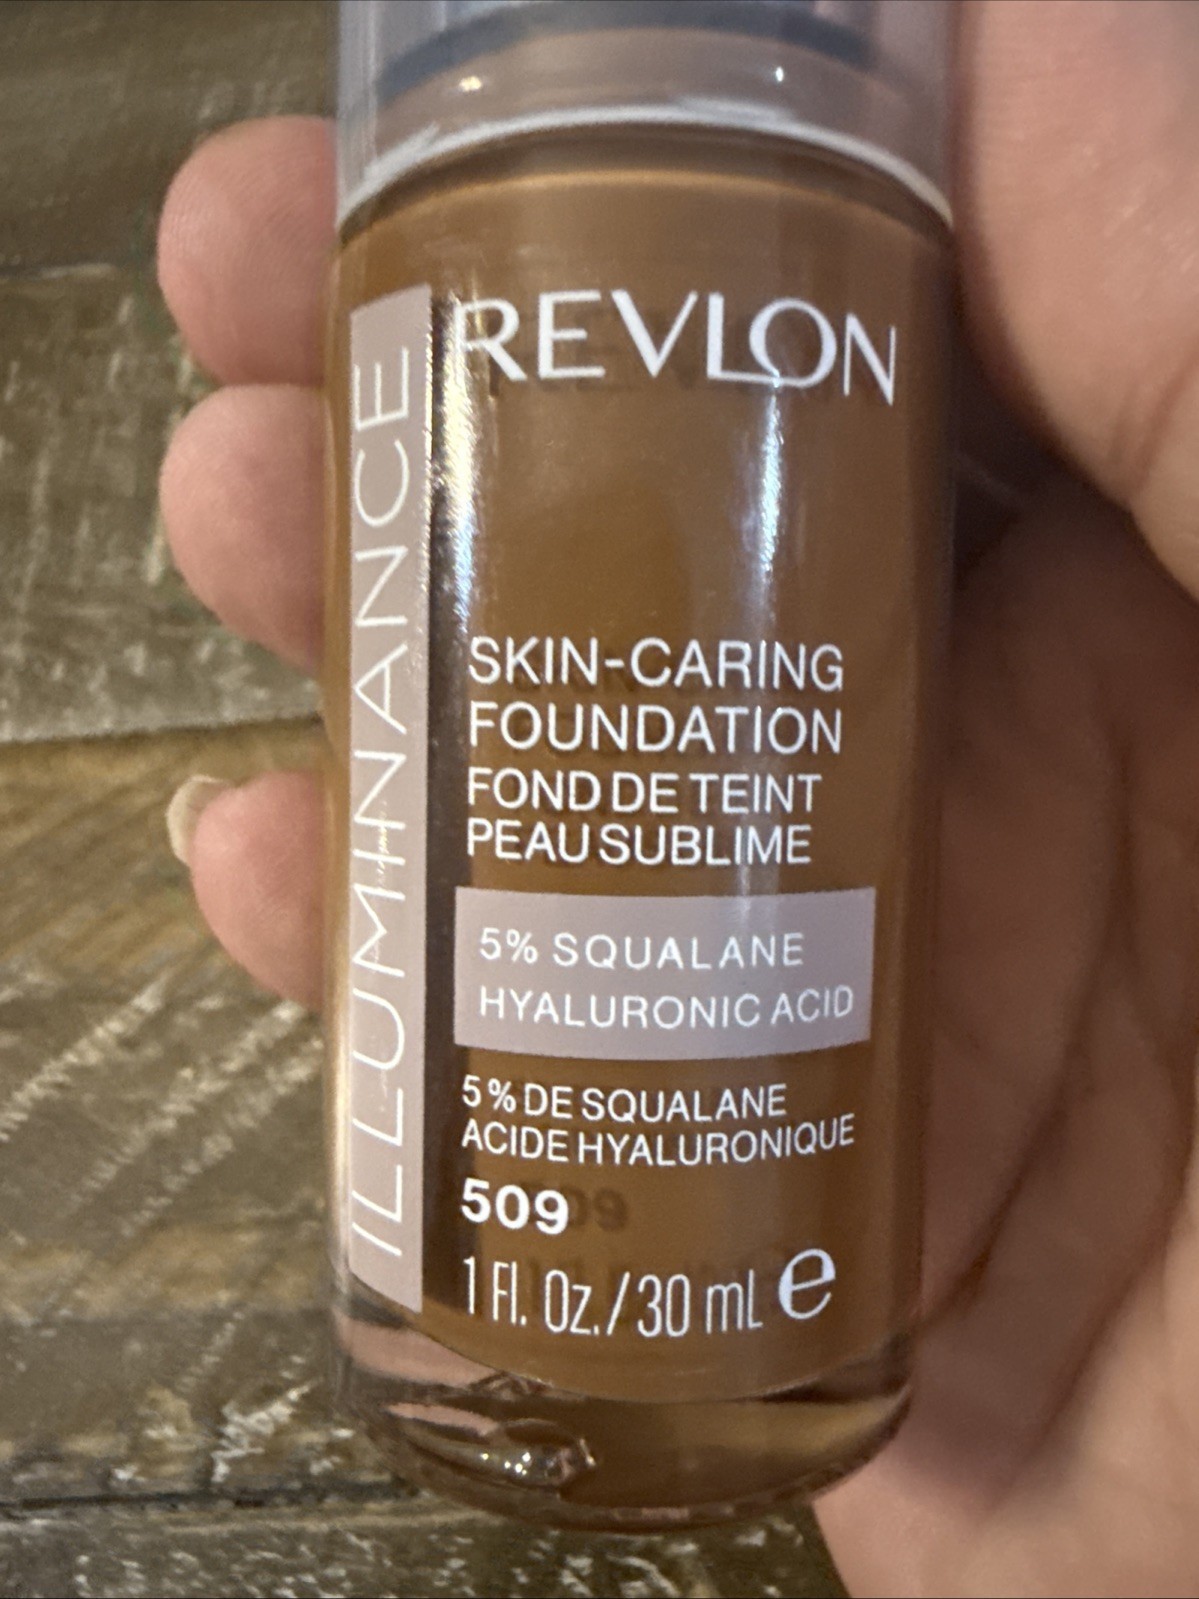 REVLON
ILLUMINANCE
SKIN-CARING
FOUNDATION
FOND DE TEINT
PEAU SUBLIME
5% SQUALANE
HYALURONIC ACID
5% DE SQUALANE
ACIDE HYALURONIQUE
509
1 Fl. Oz./30 mL e